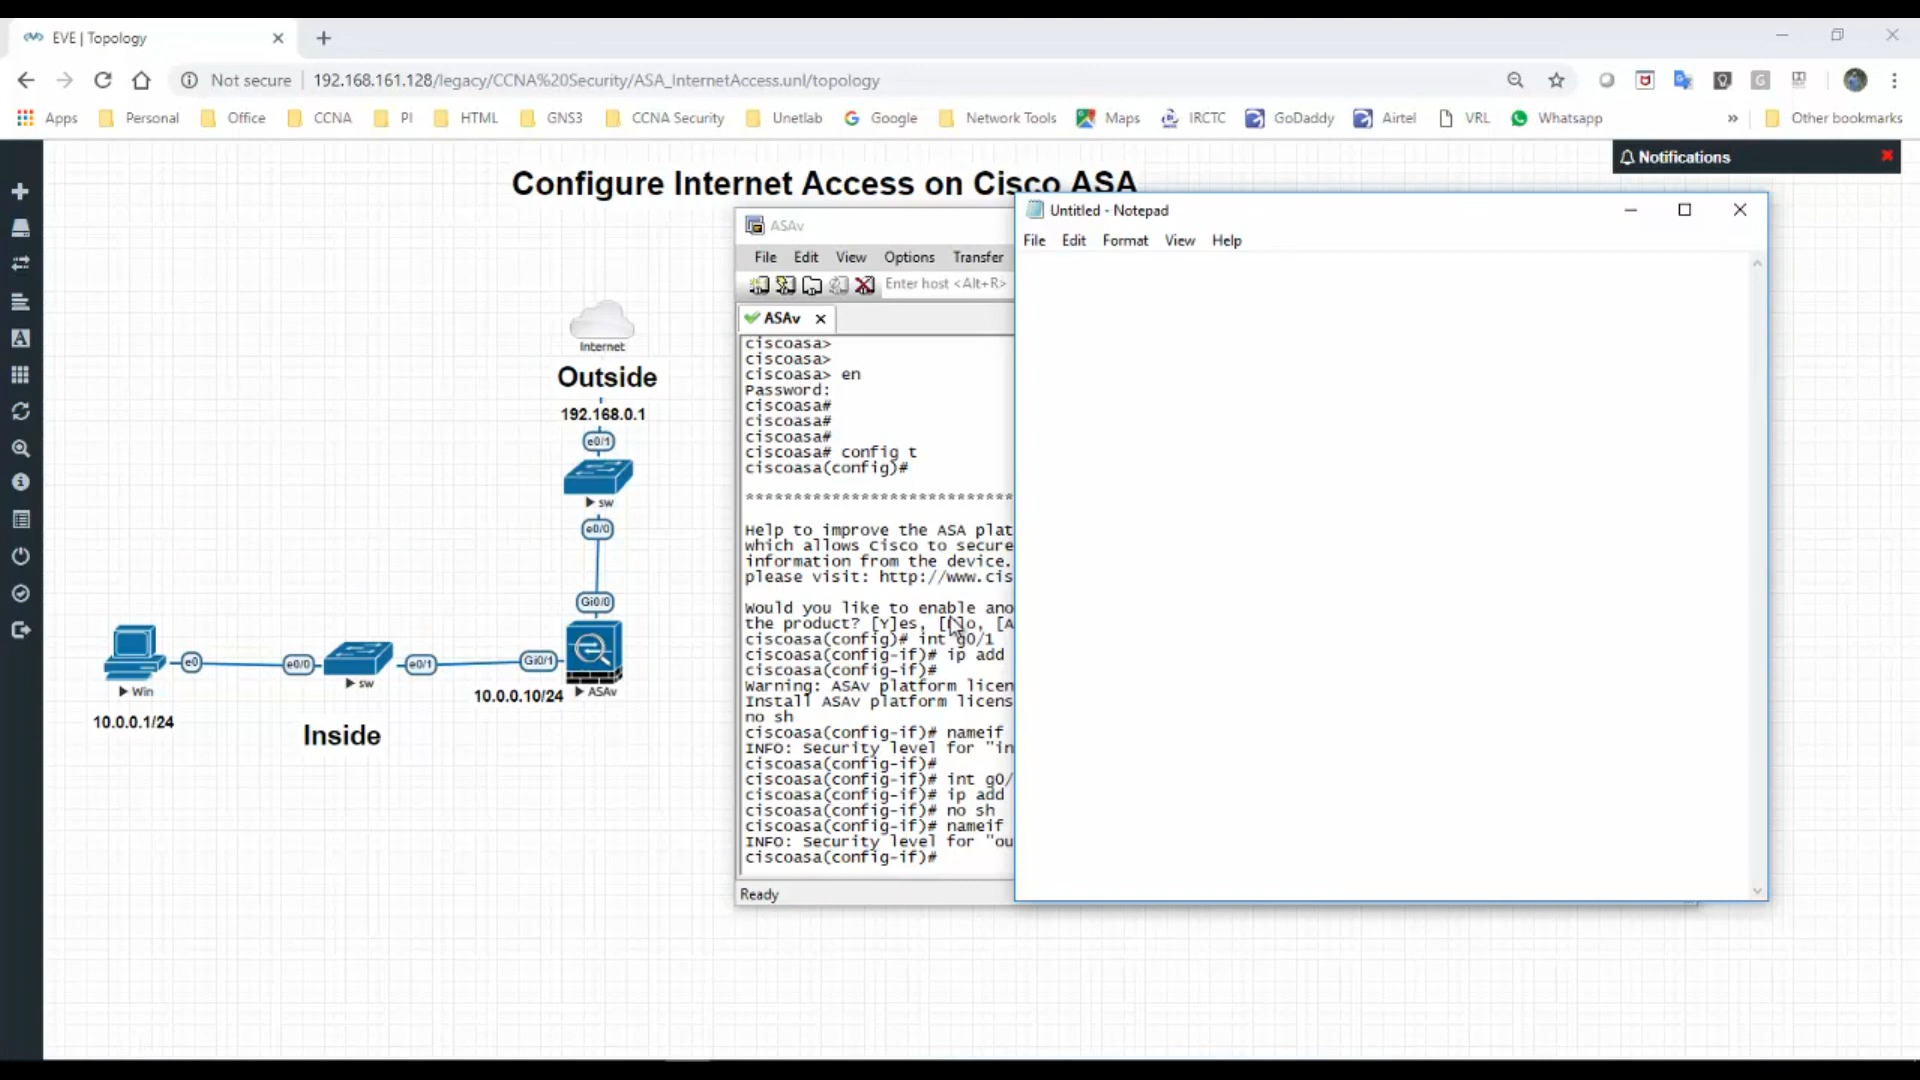 EVE | Topology
Not secure
192.168.161.128/legacy/CCNA%20Security/ASA_InternetAccess.unl/topology
Apps
Personal
Office
CCNA
PI
HTML
GNS3
CCNA Security
Unetlab
Google
Network Tools
Maps
IRCTC
GoDaddy
Airtel
VRL
Whatsapp
»
Other bookmarks
Notifications
Configure Internet Access on Cisco ASA
Internet
Outside
192.168.0.1
e0/1
sw
e0/0
Gi0/0
Win
e0
e0/0
sw
e0/1
Gi0/1
ASAv
10.0.0.10/24
10.0.0.1/24
Inside
ASAv
File Edit View Options Transfer
Enter host <Alt+R>
ASAv
ciscoasa>
ciscoasa>
ciscoasa> en
Password:
ciscoasa#
ciscoasa#
ciscoasa#
ciscoasa# config t
ciscoasa(config)#
****************************
Help to improve the ASA plat
which allows Cisco to secure
information from the device.
please visit: http://www.cis
Would you like to enable ano
the product? [Y]es, [N]o, [A
ciscoasa(config)# int g0/1
ciscoasa(config-if)# ip add
ciscoasa(config-if)#
Warning: ASAv platform licen
Install ASAv platform licens
no sh
ciscoasa(config-if)# nameif
INFO: Security level for "in
ciscoasa(config-if)#
ciscoasa(config-if)# int g0/
ciscoasa(config-if)# ip add
ciscoasa(config-if)# no sh
ciscoasa(config-if)# nameif
INFO: Security level for "ou
ciscoasa(config-if)#
Ready
Untitled - Notepad
File Edit Format View Help